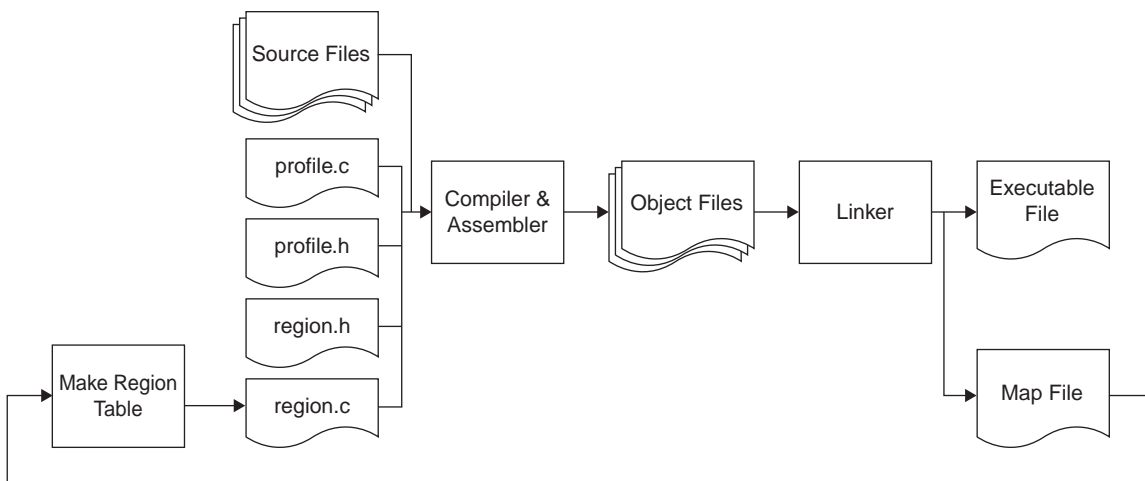 Source Files
profile.c
profile.h
region.h
region.c
Make Region
Table
Compiler &
Assembler
Object Files
Linker
Executable
File
Map File